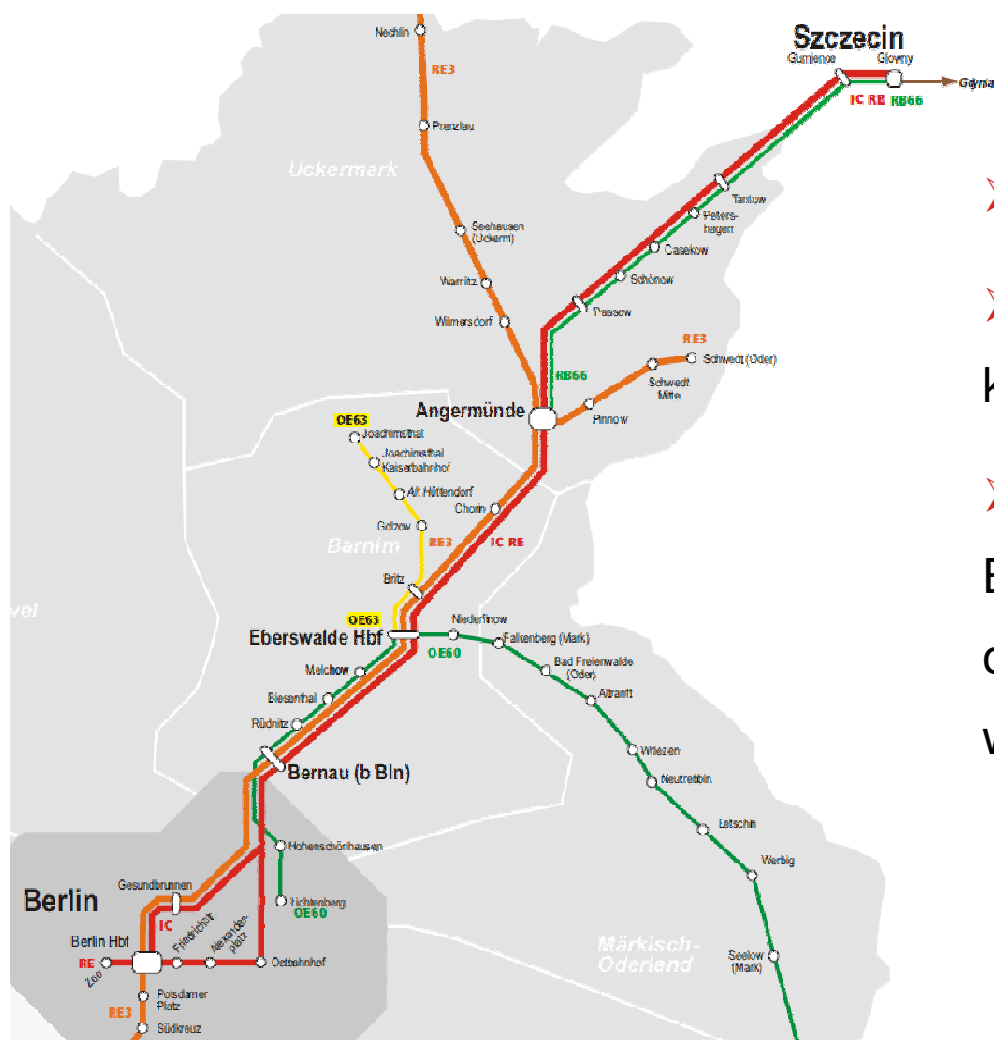 Szczecin
Gumience
Glowny
Gdynia
IC RE RB66
Nechlin
RE3
Prenzlau
Uckermark
Tantow
Peters-
hagen
Seehausen
(Uckerm)
Casekow
Schönow
Warnitz
Passow
Wilmersdorf
RE3
Schwedt (Oder)
RB66
Schwedt
Mitte
Angermünde
Pinnow
OE63
Joachimsthal
Joachimsthal
Kaiserbahnhof
Alt Hüttendorf
Chorin
Golzow
RE3
IC RE
Barnim
Britz
OE63
Niederfinow
Eberswalde Hbf
OE60
Falkenberg (Mark)
Melchow
Bad Freienwalde
(Oder)
Biesenthal
Altranft
Rüdnitz
Wriezen
Bernau (b Bln)
Neutrebbin
Letschin
Hohenschönhausen
Werbig
Gesundbrunnen
Berlin
Lichtenberg
OE60
IC
Friedrichstr.
Alexander-
platz
Berlin Hbf
Märkisch-
Oderland
RE
Zoo
Ostbahnhof
Seelow
(Mark)
Potsdamer
Platz
RE3
Südkreuz